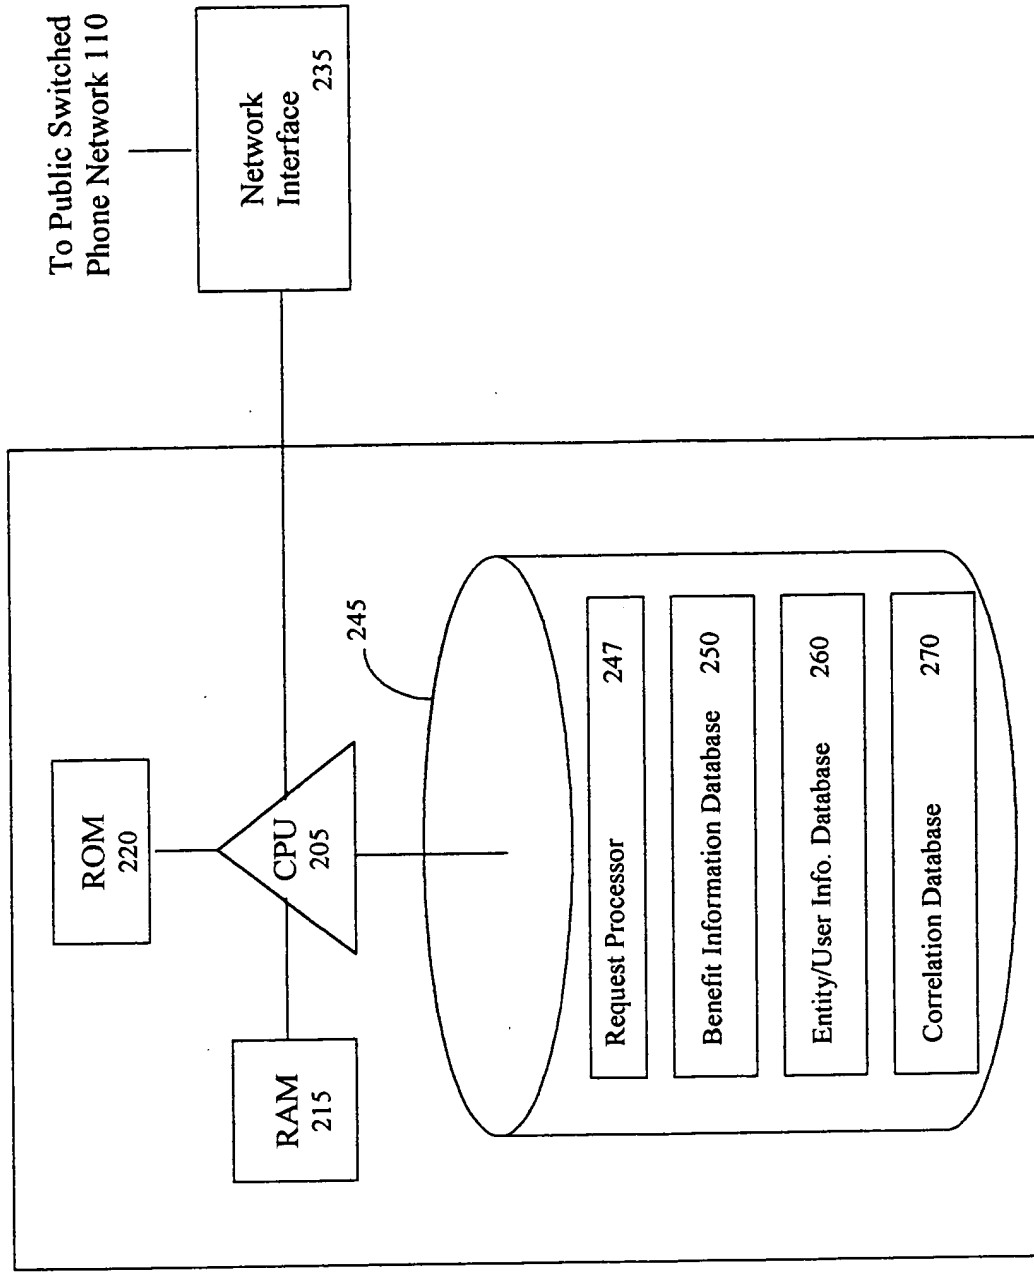 To Public Switched
Phone Network 110
Network
Interface
235
ROM
220
CPU
205
RAM
215
245
Request Processor 247
Benefit Information Database 250
Entity/User Info. Database 260
Correlation Database 270